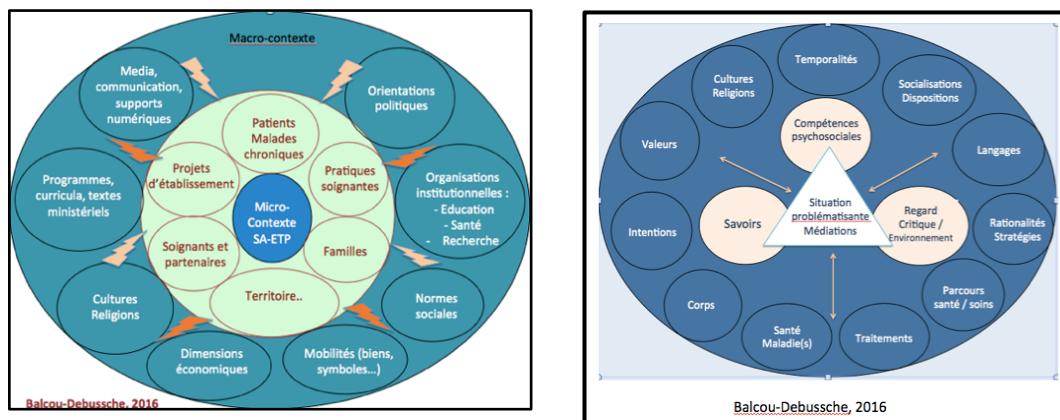 Macro-contexte
Media,
communication,
supports
numériques
Orientations
politiques
Patients
Malades
chroniques
Projets
d'établissement
Pratiques
soignantes
Programmes,
curricula, textes
ministériels
Micro-
Contexte
SA-ETP
Organisations
institutionnelles :
- Education
- Santé
- Recherche
Soignants et
partenaires
Familles
Territoire..
Cultures
Religions
Normes
sociales
Dimensions
économiques
Mobilités (biens,
symboles...)
Balcou-Debussche, 2016
Temporalités
Cultures
Religions
Socialisations
Dispositions
Compétences
psychosociales
Valeurs
Langages
Situation
problématisante
Médiations
Savoirs
Regard
Critique /
Environnement
Intentions
Rationalités
Stratégies
Corps
Parcours
santé / soins
Santé
Maladie(s)
Traitements
Balcou-Debussche, 2016